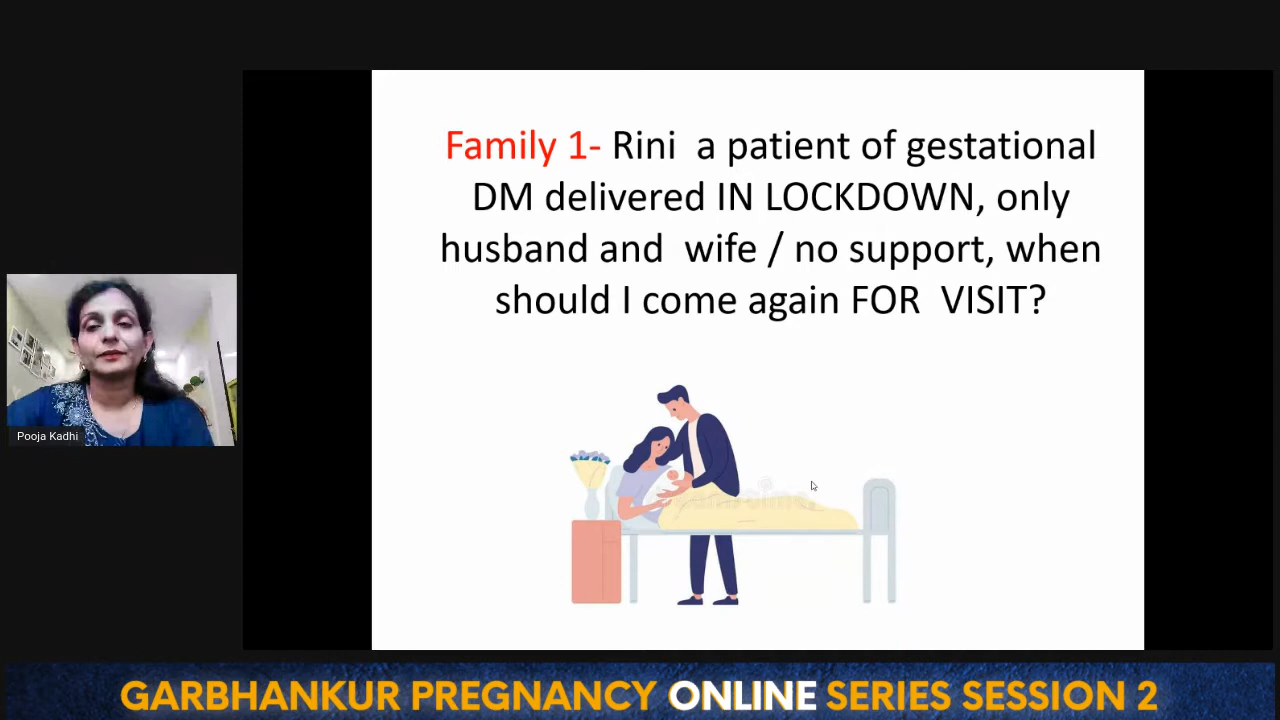 Family 1- Rini a patient of gestational
DM delivered IN LOCKDOWN, only
husband and wife / no support, when
should I come again FOR VISIT?
Pooja Kadhi
GARBHANKUR PREGNANCY ONLINE SERIES SESSION 2